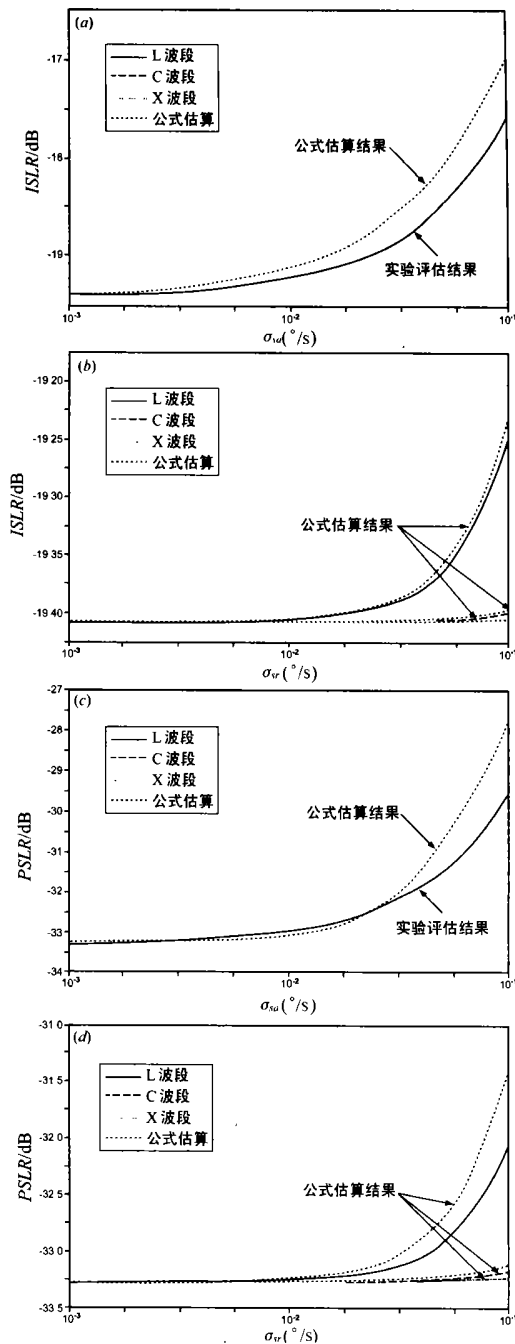 (a)
L 波段
C 波段
X 波段
公式估算
公式估算结果
实验评估结果
-17
-18
-19
ISLR/dB
10⁻³
10⁻²
10⁻¹
σsa(°/s)
(b)
L 波段
C 波段
X 波段
公式估算
公式估算结果
-19.20
-19.25
-19.30
-19.35
-19.40
ISLR/dB
10⁻³
10⁻²
10⁻¹
σsr(°/s)
(c)
L 波段
C 波段
X 波段
公式估算
公式估算结果
实验评估结果
-27
-28
-29
-30
-31
-32
-33
-34
PSLR/dB
10⁻³
10⁻²
10⁻¹
σsa(°/s)
(d)
L 波段
C 波段
X 波段
公式估算
公式估算结果
-31 0
-31.5
-32.0
-32.5
-33.0
-33 5
PSLR/dB
10⁻³
10⁻²
10⁻¹
σsr(°/s)